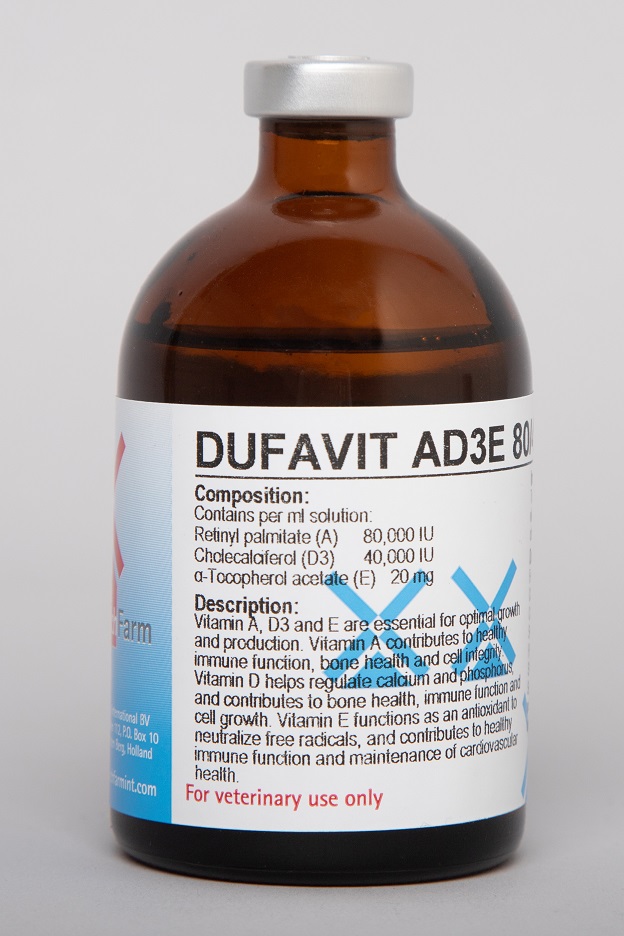 DUFAVIT AD3E 80/
Composition:
Contains per ml solution:
Retinyl palmitate (A) 80,000 IU
Cholecalciferol (D3) 40,000 IU
α-Tocopherol acetate (E) 20 mg
Description:
Vitamin A, D3 and E are essential for optimal growth
and production. Vitamin A contributes to healthy
immune function, bone health and cell integrity.
Vitamin D helps regulate calcium and phosphorus,
and contributes to bone health, immune function and
cell growth. Vitamin E functions as an antioxidant to
neutralize free radicals, and contributes to healthy
immune function and maintenance of cardiovascular
health.
For veterinary use only
Farm
BV
P.O. Box 10
Berg, Holland
farmint.com